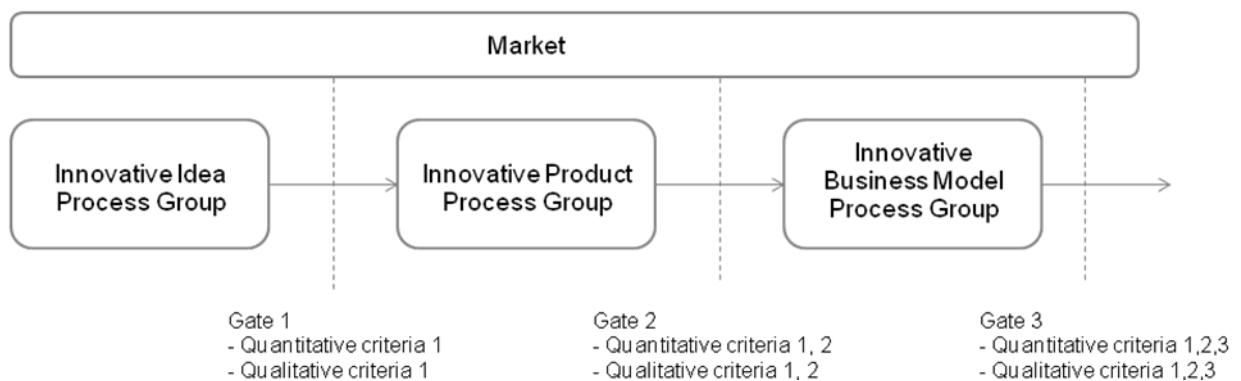 Market
Innovative Idea
Process Group
Innovative Product
Process Group
Innovative
Business Model
Process Group
Gate 1
- Quantitative criteria 1
- Qualitative criteria 1
Gate 2
- Quantitative criteria 1, 2
- Qualitative criteria 1, 2
Gate 3
- Quantitative criteria 1,2,3
- Qualitative criteria 1,2,3